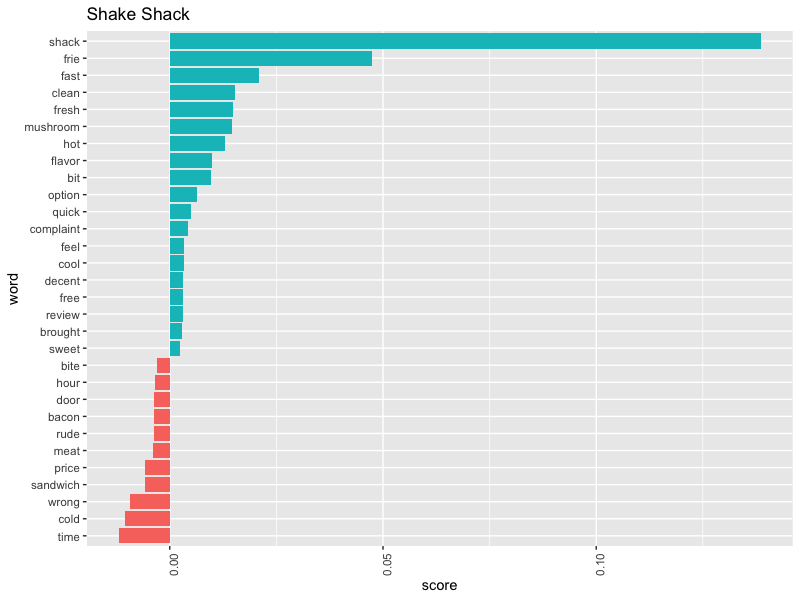 Shake Shack
word
shack
frie
fast
clean
fresh
mushroom
hot
flavor
bit
option
quick
complaint
feel
cool
decent
free
review
brought
sweet
bite
hour
door
bacon
rude
meat
price
sandwich
wrong
cold
time
0.00
0.05
0.10
score